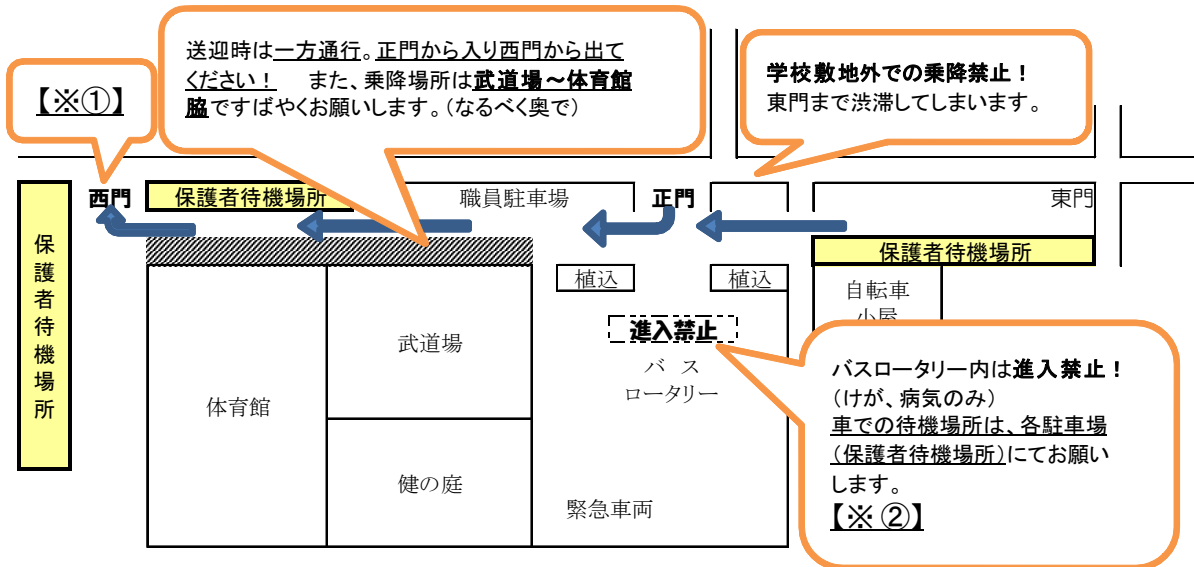 【※①】
送迎時は一方通行。正門から入り西門から出て
ください！　また、乗降場所は武道場～体育館
脇ですばやくお願いします。（なるべく奥で）
学校敷地外での乗降禁止！
東門まで渋滞してしまいます。
西門
保護者待機場所
職員駐車場
正門
東門
保護者待機場所
保護者待機場所
植込
植込
自転車
小屋
進入禁止
バス
ロータリー
武道場
体育館
健の庭
緊急車両
バスロータリー内は進入禁止！
（けが、病気のみ）
車での待機場所は、各駐車場
（保護者待機場所）にてお願い
します。
【※②】